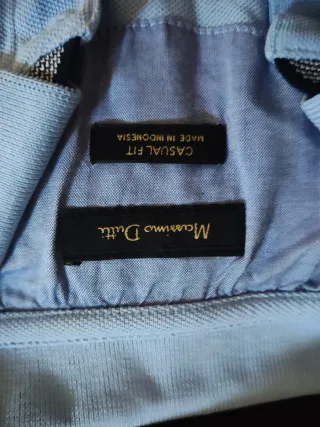 Massimo Dutti
CASUAL FIT
MADE IN INDONESIA